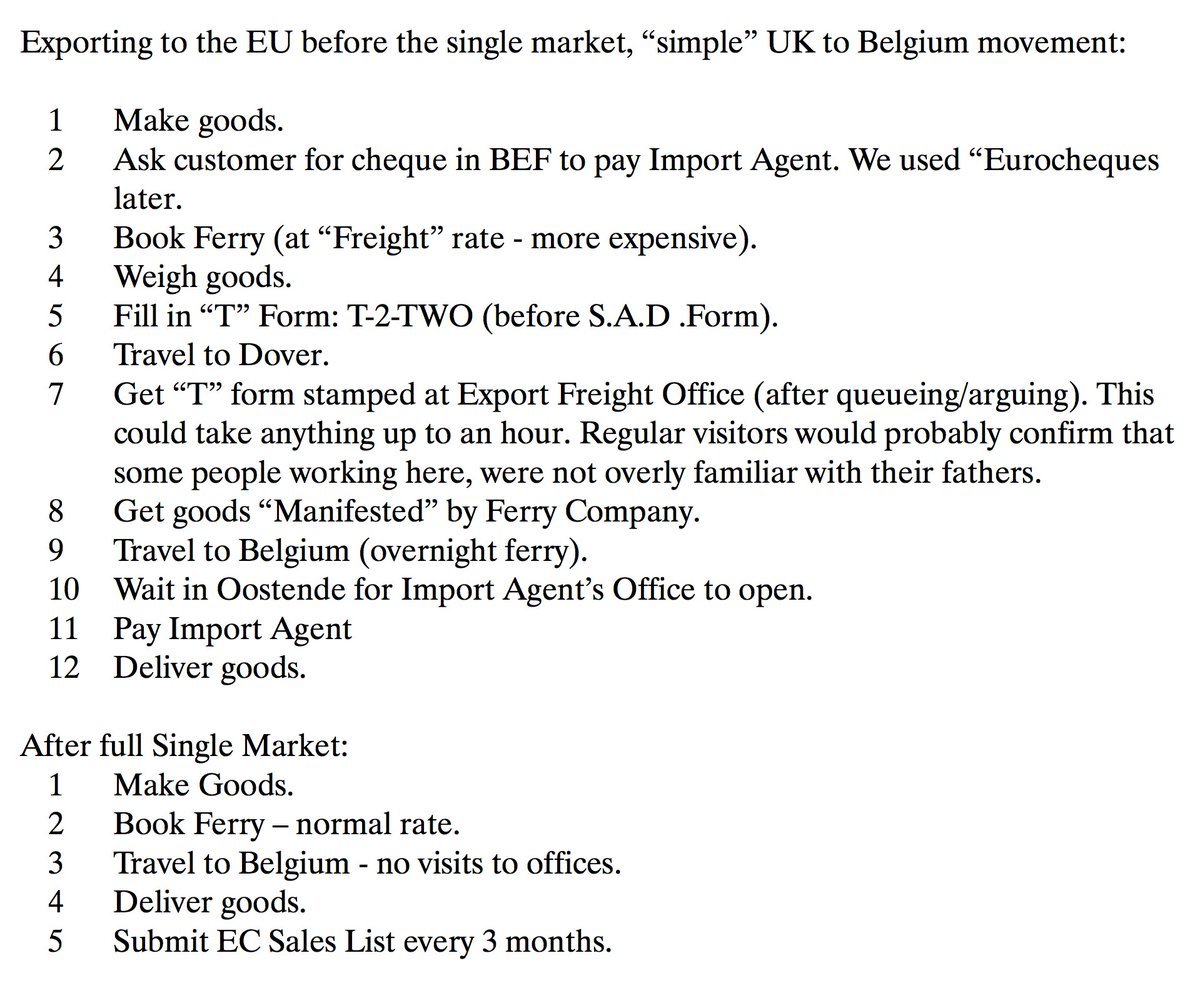 Exporting to the EU before the single market, “simple” UK to Belgium movement:
1 Make goods.
2 Ask customer for cheque in BEF to pay Import Agent. We used “Eurocheques
later.
3 Book Ferry (at “Freight” rate - more expensive).
4 Weigh goods.
5 Fill in “T” Form: T-2-TWO (before S.A.D .Form).
6 Travel to Dover.
7 Get “T” form stamped at Export Freight Office (after queueing/arguing). This
could take anything up to an hour. Regular visitors would probably confirm that
some people working here, were not overly familiar with their fathers.
8 Get goods “Manifested” by Ferry Company.
9 Travel to Belgium (overnight ferry).
10 Wait in Oostende for Import Agent’s Office to open.
11 Pay Import Agent
12 Deliver goods.
After full Single Market:
1 Make Goods.
2 Book Ferry – normal rate.
3 Travel to Belgium - no visits to offices.
4 Deliver goods.
5 Submit EC Sales List every 3 months.